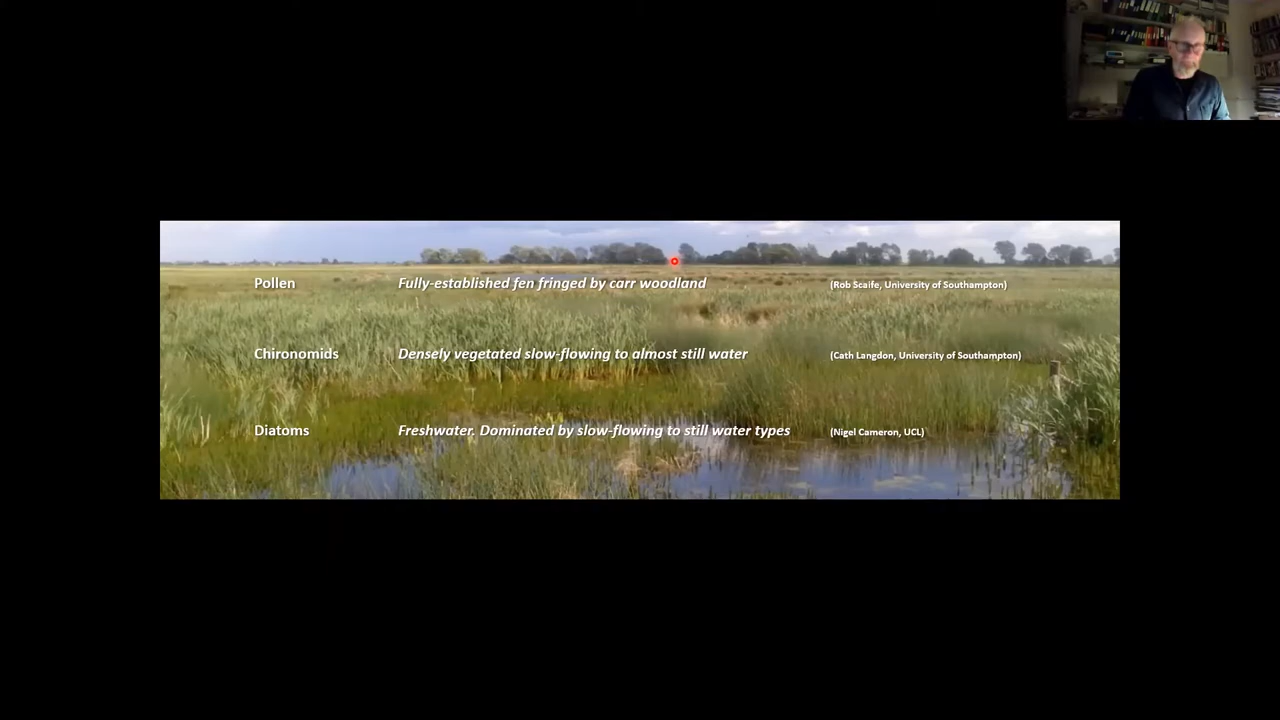 Pollen Fully-established fen fringed by carr woodland (Rob Scaife, University of Southampton)
Chironomids Densely vegetated slow-flowing to almost still water (Cath Langdon, University of Southampton)
Diatoms Freshwater. Dominated by slow-flowing to still water types (Nigel Cameron, UCL)